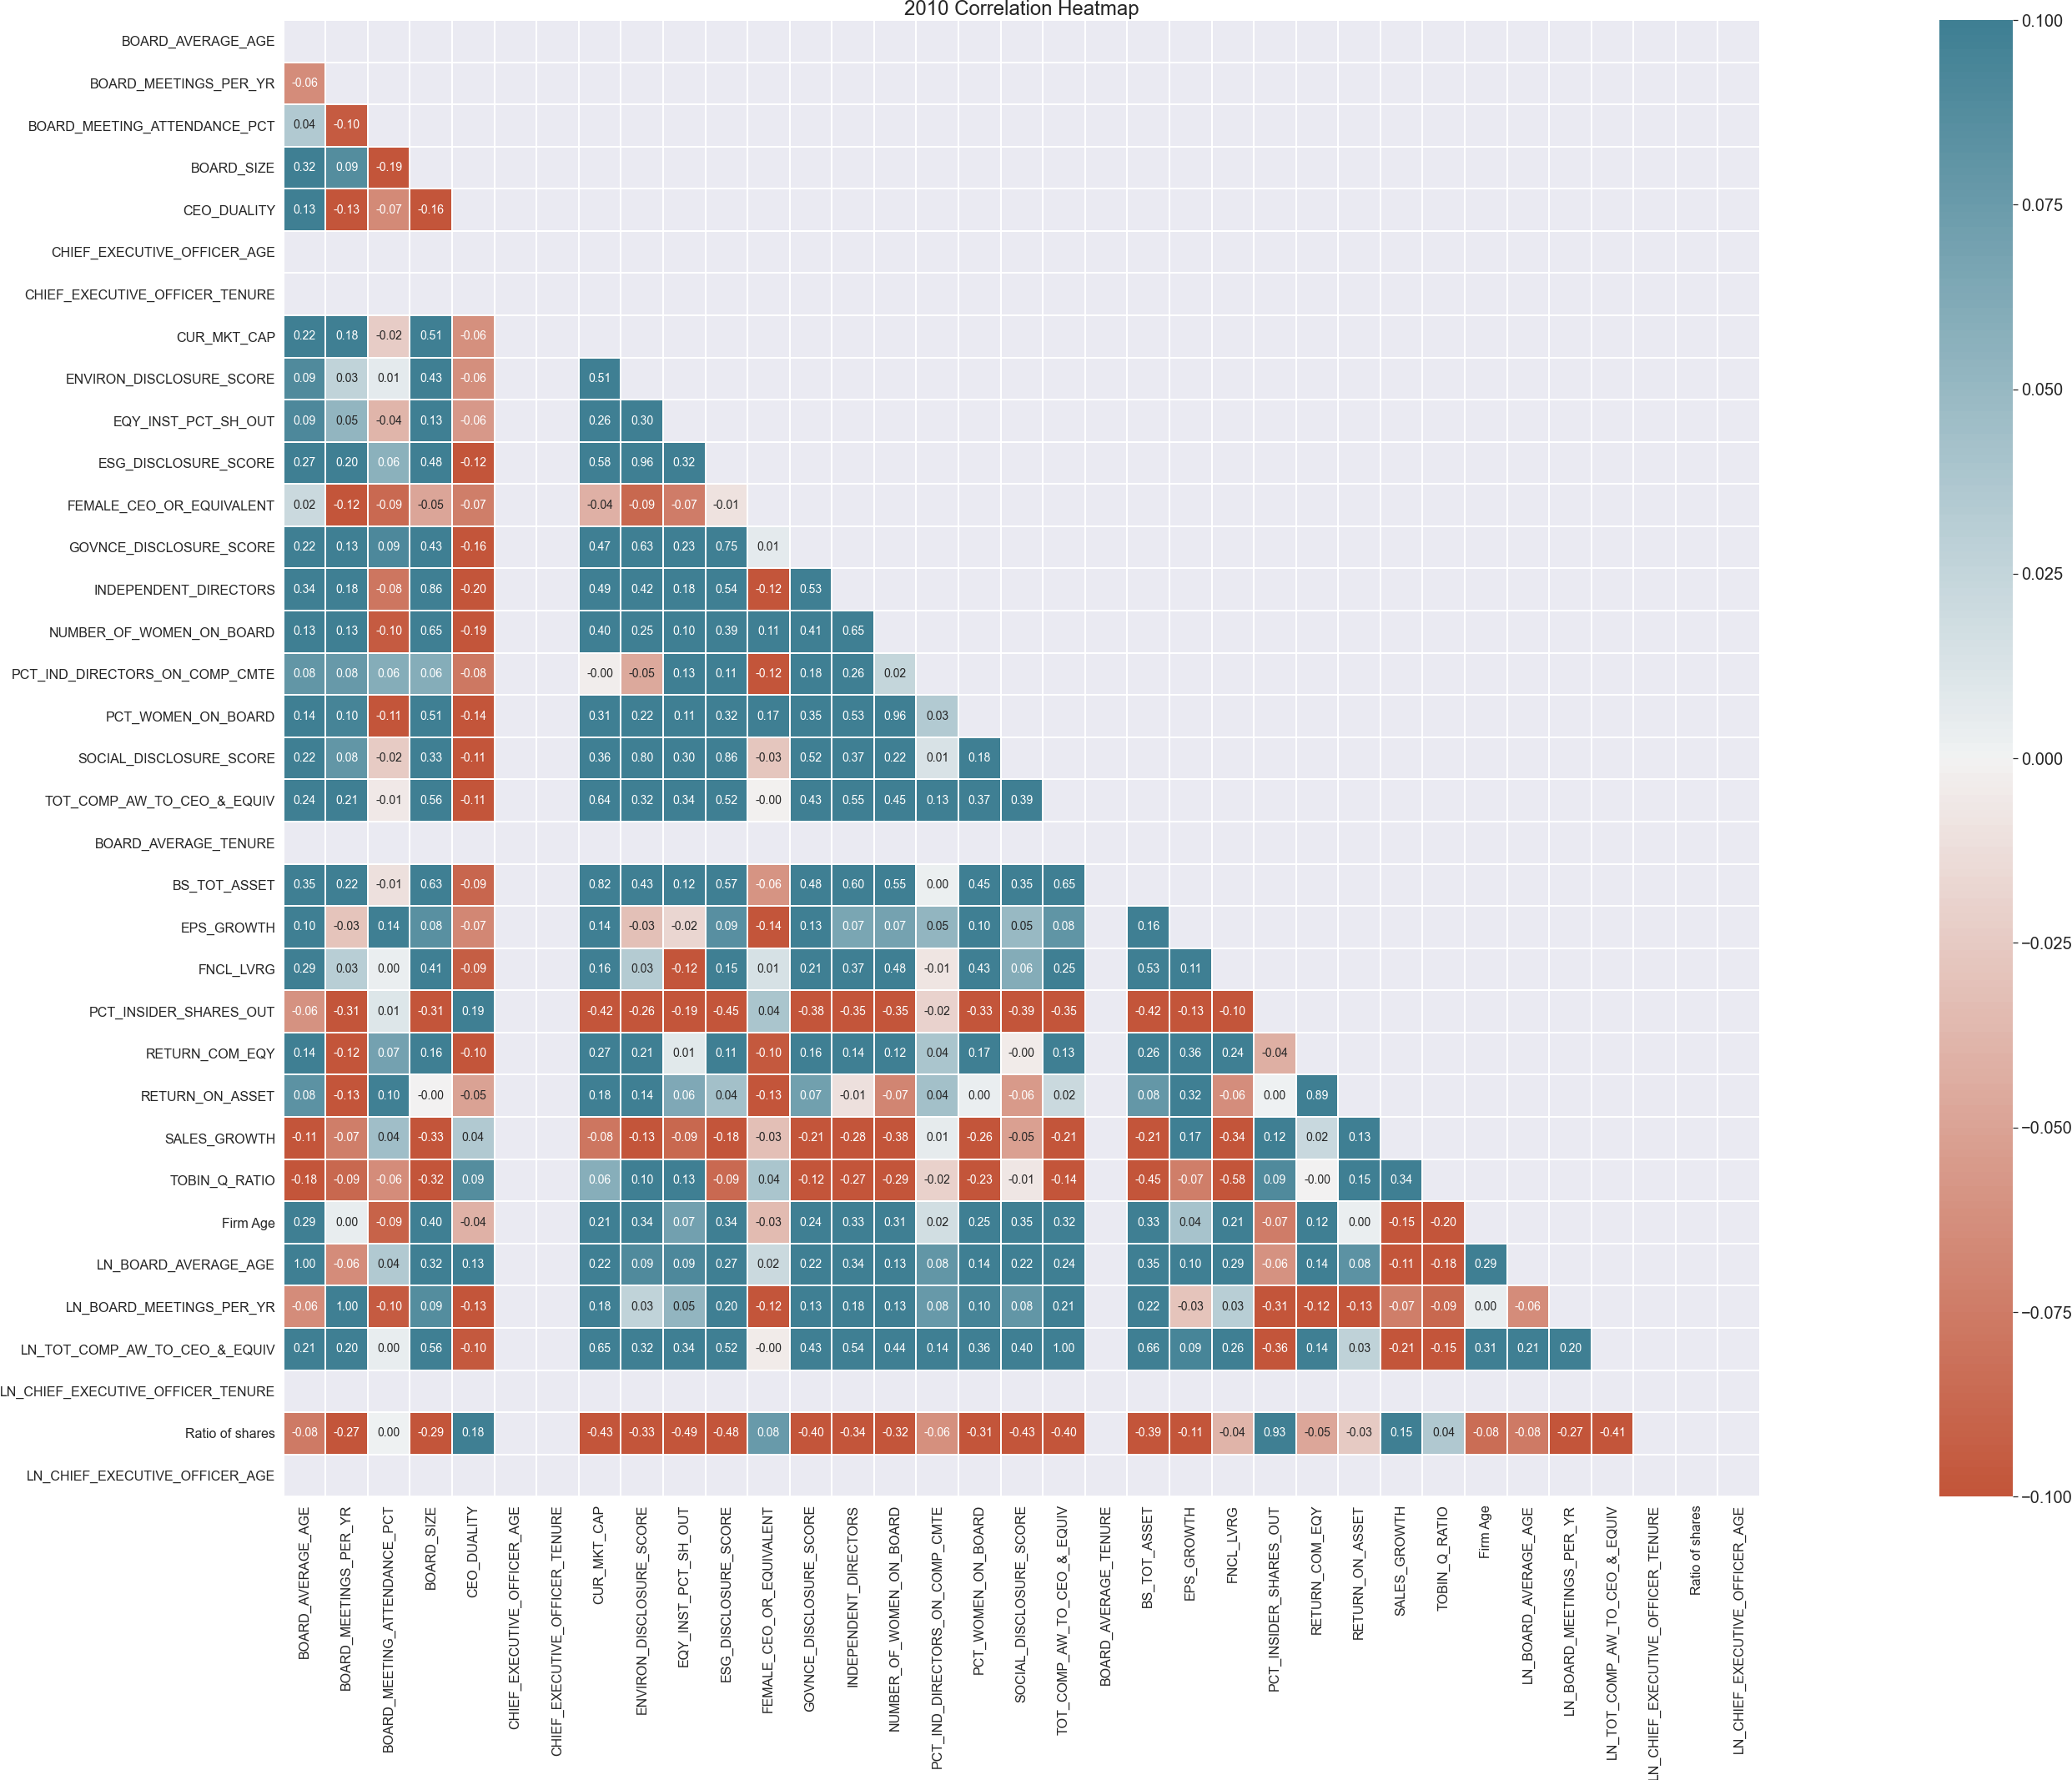 2010 Correlation Heatmap
BOARD_AVERAGE_AGE
BOARD_MEETINGS_PER_YR -0.06
BOARD_MEETING_ATTENDANCE_PCT 0.04 -0.10
BOARD_SIZE 0.32 0.09 -0.19
CEO_DUALITY 0.13 -0.13 -0.07 -0.16
CHIEF_EXECUTIVE_OFFICER_AGE
CHIEF_EXECUTIVE_OFFICER_TENURE
CUR_MKT_CAP 0.22 0.18 -0.02 0.51 -0.06
ENVIRON_DISCLOSURE_SCORE 0.09 0.03 0.01 0.43 -0.06 0.51
EQY_INST_PCT_SH_OUT 0.09 0.05 -0.04 0.13 -0.06 0.26 0.30
ESG_DISCLOSURE_SCORE 0.27 0.20 0.06 0.48 -0.12 0.58 0.96 0.32
FEMALE_CEO_OR_EQUIVALENT 0.02 -0.12 -0.09 -0.05 -0.07 -0.04 -0.09 -0.07 -0.01
GOVNCE_DISCLOSURE_SCORE 0.22 0.13 0.09 0.43 -0.16 0.47 0.63 0.23 0.75 0.01
INDEPENDENT_DIRECTORS 0.34 0.18 -0.08 0.86 -0.20 0.49 0.42 0.18 0.54 -0.12 0.53
NUMBER_OF_WOMEN_ON_BOARD 0.13 0.13 -0.10 0.65 -0.19 0.40 0.25 0.10 0.39 0.11 0.41 0.65
PCT_IND_DIRECTORS_ON_COMP_CMTE 0.08 0.08 0.06 0.06 -0.08 -0.00 -0.05 0.13 0.11 -0.12 0.18 0.26 0.02
PCT_WOMEN_ON_BOARD 0.14 0.10 -0.11 0.51 -0.14 0.31 0.22 0.11 0.32 0.17 0.35 0.53 0.96 0.03
SOCIAL_DISCLOSURE_SCORE 0.22 0.08 -0.02 0.33 -0.11 0.36 0.80 0.30 0.86 -0.03 0.52 0.37 0.22 0.01 0.18
TOT_COMP_AW_TO_CEO_&_EQUIV 0.24 0.21 -0.01 0.56 -0.11 0.64 0.32 0.34 0.52 -0.00 0.43 0.55 0.45 0.13 0.37 0.39
BOARD_AVERAGE_TENURE
BS_TOT_ASSET 0.35 0.22 -0.01 0.63 -0.09 0.82 0.43 0.12 0.57 -0.06 0.48 0.60 0.55 0.00 0.45 0.35 0.65
EPS_GROWTH 0.10 -0.03 0.14 0.08 -0.07 0.14 -0.03 -0.02 0.09 -0.14 0.13 0.07 0.07 0.05 0.10 0.05 0.08 0.16
FNCL_LVRG 0.29 0.03 0.00 0.41 -0.09 0.16 0.03 -0.12 0.15 0.01 0.21 0.37 0.48 -0.01 0.43 0.06 0.25 0.53 0.11
PCT_INSIDER_SHARES_OUT -0.06 -0.31 0.01 -0.31 0.19 -0.42 -0.26 -0.19 -0.45 0.04 -0.38 -0.35 -0.35 -0.02 -0.33 -0.39 -0.35 -0.42 -0.13 -0.10
RETURN_COM_EQY 0.14 -0.12 0.07 0.16 -0.10 0.27 0.21 0.01 0.11 -0.10 0.16 0.14 0.12 0.04 0.17 -0.00 0.13 0.26 0.36 0.24 -0.04
RETURN_ON_ASSET 0.08 -0.13 0.10 -0.00 -0.05 0.18 0.14 0.06 0.04 -0.13 0.07 -0.01 -0.07 0.04 0.00 -0.06 0.02 0.08 0.32 -0.06 0.00 0.89
SALES_GROWTH -0.11 -0.07 0.04 -0.33 0.04 -0.08 -0.13 -0.09 -0.18 -0.03 -0.21 -0.28 -0.38 0.01 -0.26 -0.05 -0.21 -0.21 0.17 -0.34 0.12 0.02 0.13
TOBIN_Q_RATIO -0.18 -0.09 -0.06 -0.32 0.09 0.06 0.10 0.13 -0.09 0.04 -0.12 -0.27 -0.29 -0.02 -0.23 -0.01 -0.14 -0.45 -0.07 -0.58 0.09 -0.00 0.15 0.34
Firm Age 0.29 0.00 -0.09 0.40 -0.04 0.21 0.34 0.07 0.34 -0.03 0.24 0.33 0.31 0.02 0.25 0.35 0.32 0.33 0.04 0.21 -0.07 0.12 0.00 -0.15 -0.20
LN_BOARD_AVERAGE_AGE 1.00 -0.06 0.04 0.32 0.13 0.22 0.09 0.09 0.27 0.02 0.22 0.34 0.13 0.08 0.14 0.22 0.24 0.35 0.10 0.29 -0.06 0.14 0.08 -0.11 -0.18 0.29
LN_BOARD_MEETINGS_PER_YR -0.06 1.00 -0.10 0.09 -0.13 0.18 0.03 0.05 0.20 -0.12 0.13 0.18 0.13 0.08 0.10 0.08 0.21 0.22 -0.03 0.03 -0.31 -0.12 -0.13 -0.07 -0.09 0.00 -0.06
LN_TOT_COMP_AW_TO_CEO_&_EQUIV 0.21 0.20 0.00 0.56 -0.10 0.65 0.32 0.34 0.52 -0.00 0.43 0.54 0.44 0.14 0.36 0.40 1.00 0.66 0.09 0.26 -0.36 0.14 0.03 -0.21 -0.15 0.31 0.21 0.20
LN_CHIEF_EXECUTIVE_OFFICER_TENURE
Ratio of shares -0.08 -0.27 0.00 -0.29 0.18 -0.43 -0.33 -0.49 -0.48 0.08 -0.40 -0.34 -0.32 -0.06 -0.31 -0.43 -0.40 -0.39 -0.11 -0.04 0.93 -0.05 -0.03 0.15 0.04 -0.08 -0.08 -0.27 -0.41
LN_CHIEF_EXECUTIVE_OFFICER_AGE
BOARD_AVERAGE_AGE
BOARD_MEETINGS_PER_YR
BOARD_MEETING_ATTENDANCE_PCT
BOARD_SIZE
CEO_DUALITY
CHIEF_EXECUTIVE_OFFICER_AGE
CHIEF_EXECUTIVE_OFFICER_TENURE
CUR_MKT_CAP
ENVIRON_DISCLOSURE_SCORE
EQY_INST_PCT_SH_OUT
ESG_DISCLOSURE_SCORE
FEMALE_CEO_OR_EQUIVALENT
GOVNCE_DISCLOSURE_SCORE
INDEPENDENT_DIRECTORS
NUMBER_OF_WOMEN_ON_BOARD
PCT_IND_DIRECTORS_ON_COMP_CMTE
PCT_WOMEN_ON_BOARD
SOCIAL_DISCLOSURE_SCORE
TOT_COMP_AW_TO_CEO_&_EQUIV
BOARD_AVERAGE_TENURE
BS_TOT_ASSET
EPS_GROWTH
FNCL_LVRG
PCT_INSIDER_SHARES_OUT
RETURN_COM_EQY
RETURN_ON_ASSET
SALES_GROWTH
TOBIN_Q_RATIO
Firm Age
LN_BOARD_AVERAGE_AGE
LN_BOARD_MEETINGS_PER_YR
LN_TOT_COMP_AW_TO_CEO_&_EQUIV
LN_CHIEF_EXECUTIVE_OFFICER_TENURE
Ratio of shares
LN_CHIEF_EXECUTIVE_OFFICER_AGE
0.100
0.075
0.050
0.025
0.000
−0.025
−0.050
−0.075
−0.100